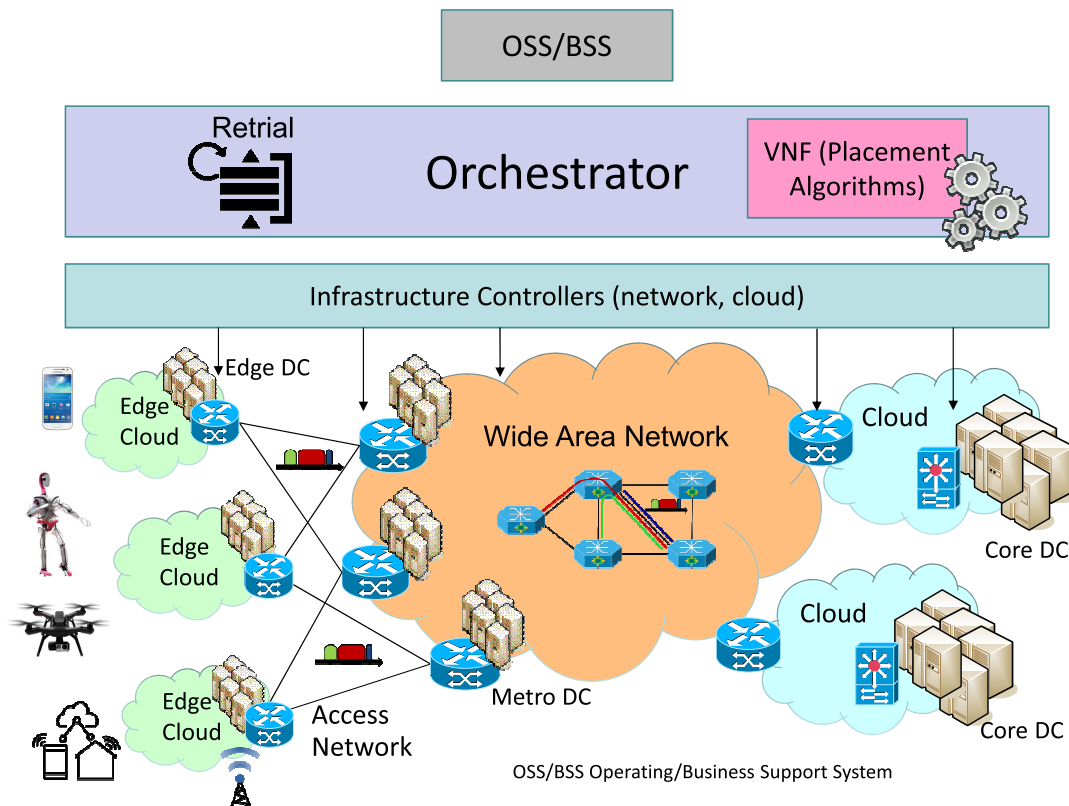 OSS/BSS
Retrial
Orchestrator
VNF (Placement
Algorithms)
Infrastructure Controllers (network, cloud)
Edge DC
Edge
Cloud
Wide Area Network
Cloud
Core DC
Edge
Cloud
Cloud
Metro DC
Core DC
Edge
Cloud
Access
Network
OSS/BSS Operating/Business Support System